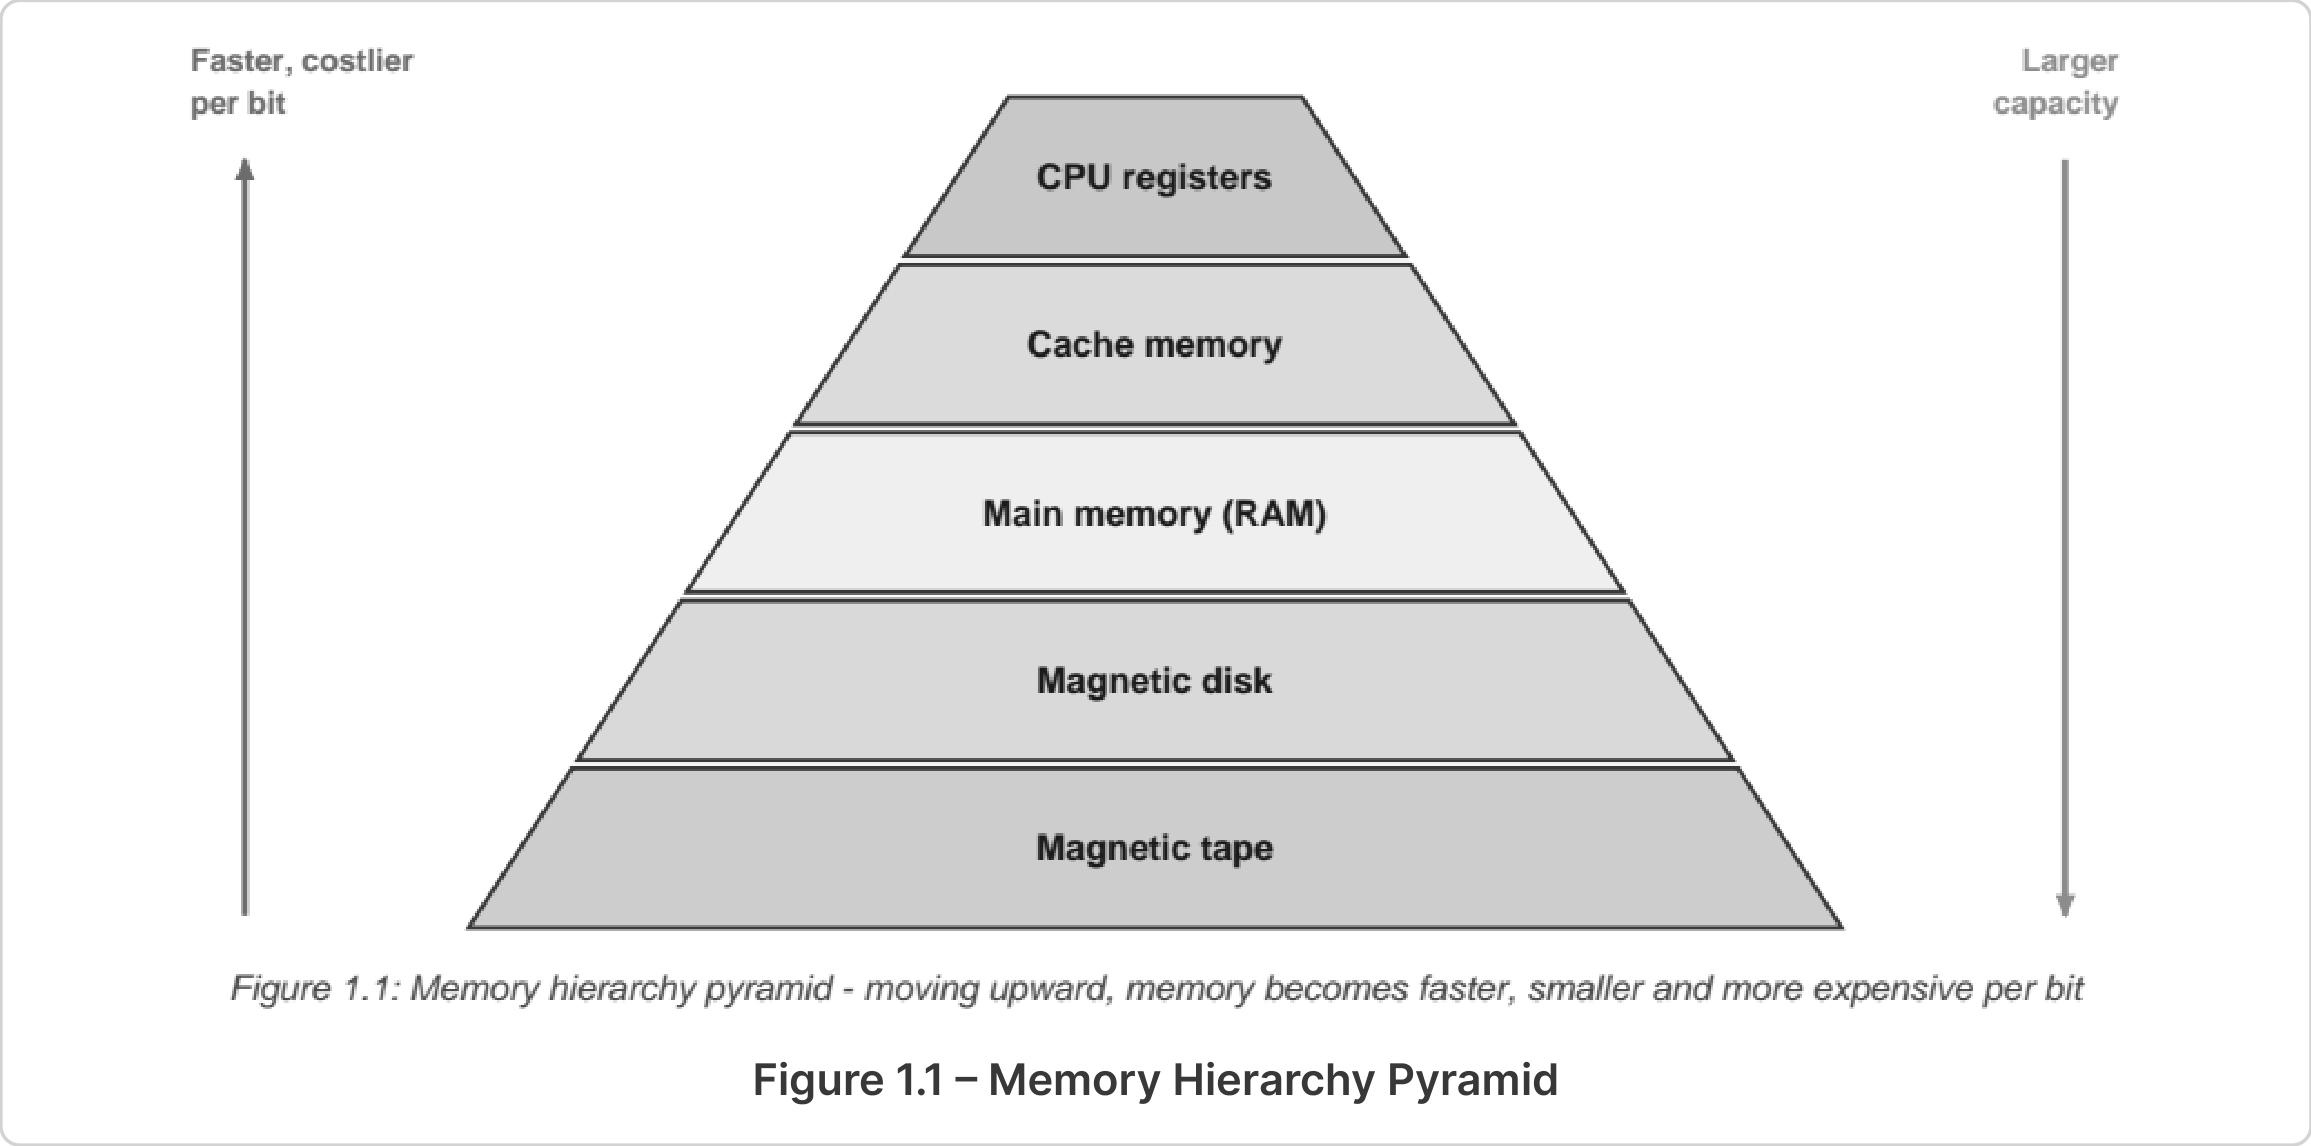 Faster, costlier
per bit
Larger
capacity
CPU registers
Cache memory
Main memory (RAM)
Magnetic disk
Magnetic tape
Figure 1.1: Memory hierarchy pyramid - moving upward, memory becomes faster, smaller and more expensive per bit
Figure 1.1 – Memory Hierarchy Pyramid